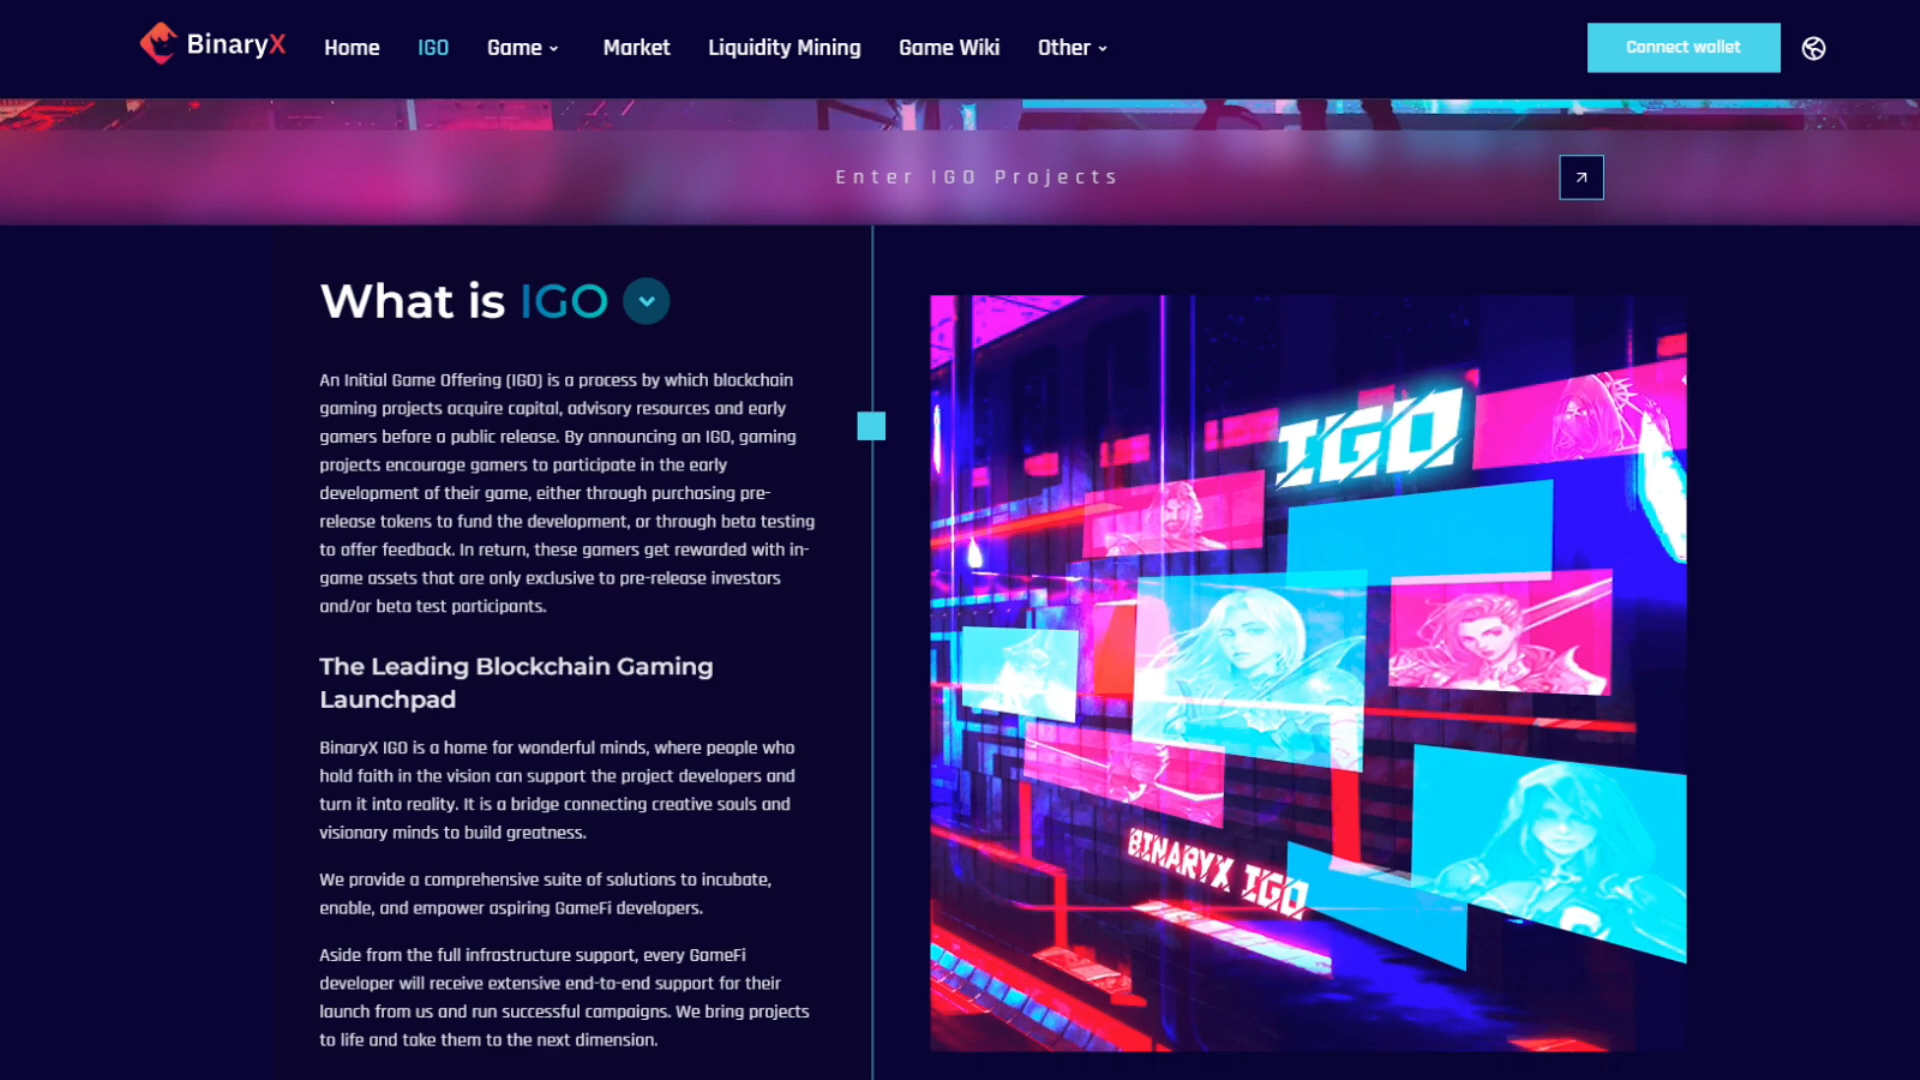 BinaryX
Home
IGO
Game
Market
Liquidity Mining
Game Wiki
Other
Connect wallet
Enter IGO Projects
What is IGO
An Initial Game Offering (IGO) is a process by which blockchain
gaming projects acquire capital, advisory resources and early
gamers before a public release. By announcing an IGO, gaming
projects encourage gamers to participate in the early
development of their game, either through purchasing pre-
release tokens to fund the development, or through beta testing
to offer feedback. In return, these gamers get rewarded with in-
game assets that are only exclusive to pre-release investors
and/or beta test participants.
The Leading Blockchain Gaming
Launchpad
BinaryX IGO is a home for wonderful minds, where people who
hold faith in the vision can support the project developers and
turn it into reality. It is a bridge connecting creative souls and
visionary minds to build greatness.
We provide a comprehensive suite of solutions to incubate,
enable, and empower aspiring GameFi developers.
Aside from the full infrastructure support, every GameFi
developer will receive extensive end-to-end support for their
launch from us and run successful campaigns. We bring projects
to life and take them to the next dimension.
IGO
BINARYX IGO